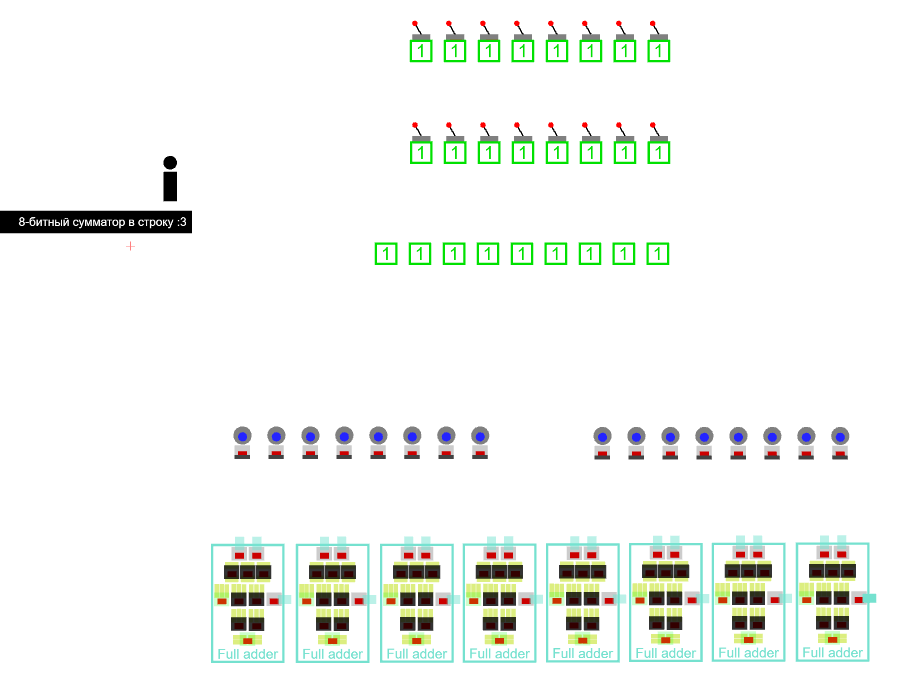 1 1 1 1 1 1 1 1
1 1 1 1 1 1 1 1
8-битный сумматор в строку :3
1 1 1 1 1 1 1 1 1
Full adder Full adder Full adder Full adder Full adder Full adder Full adder Full adder